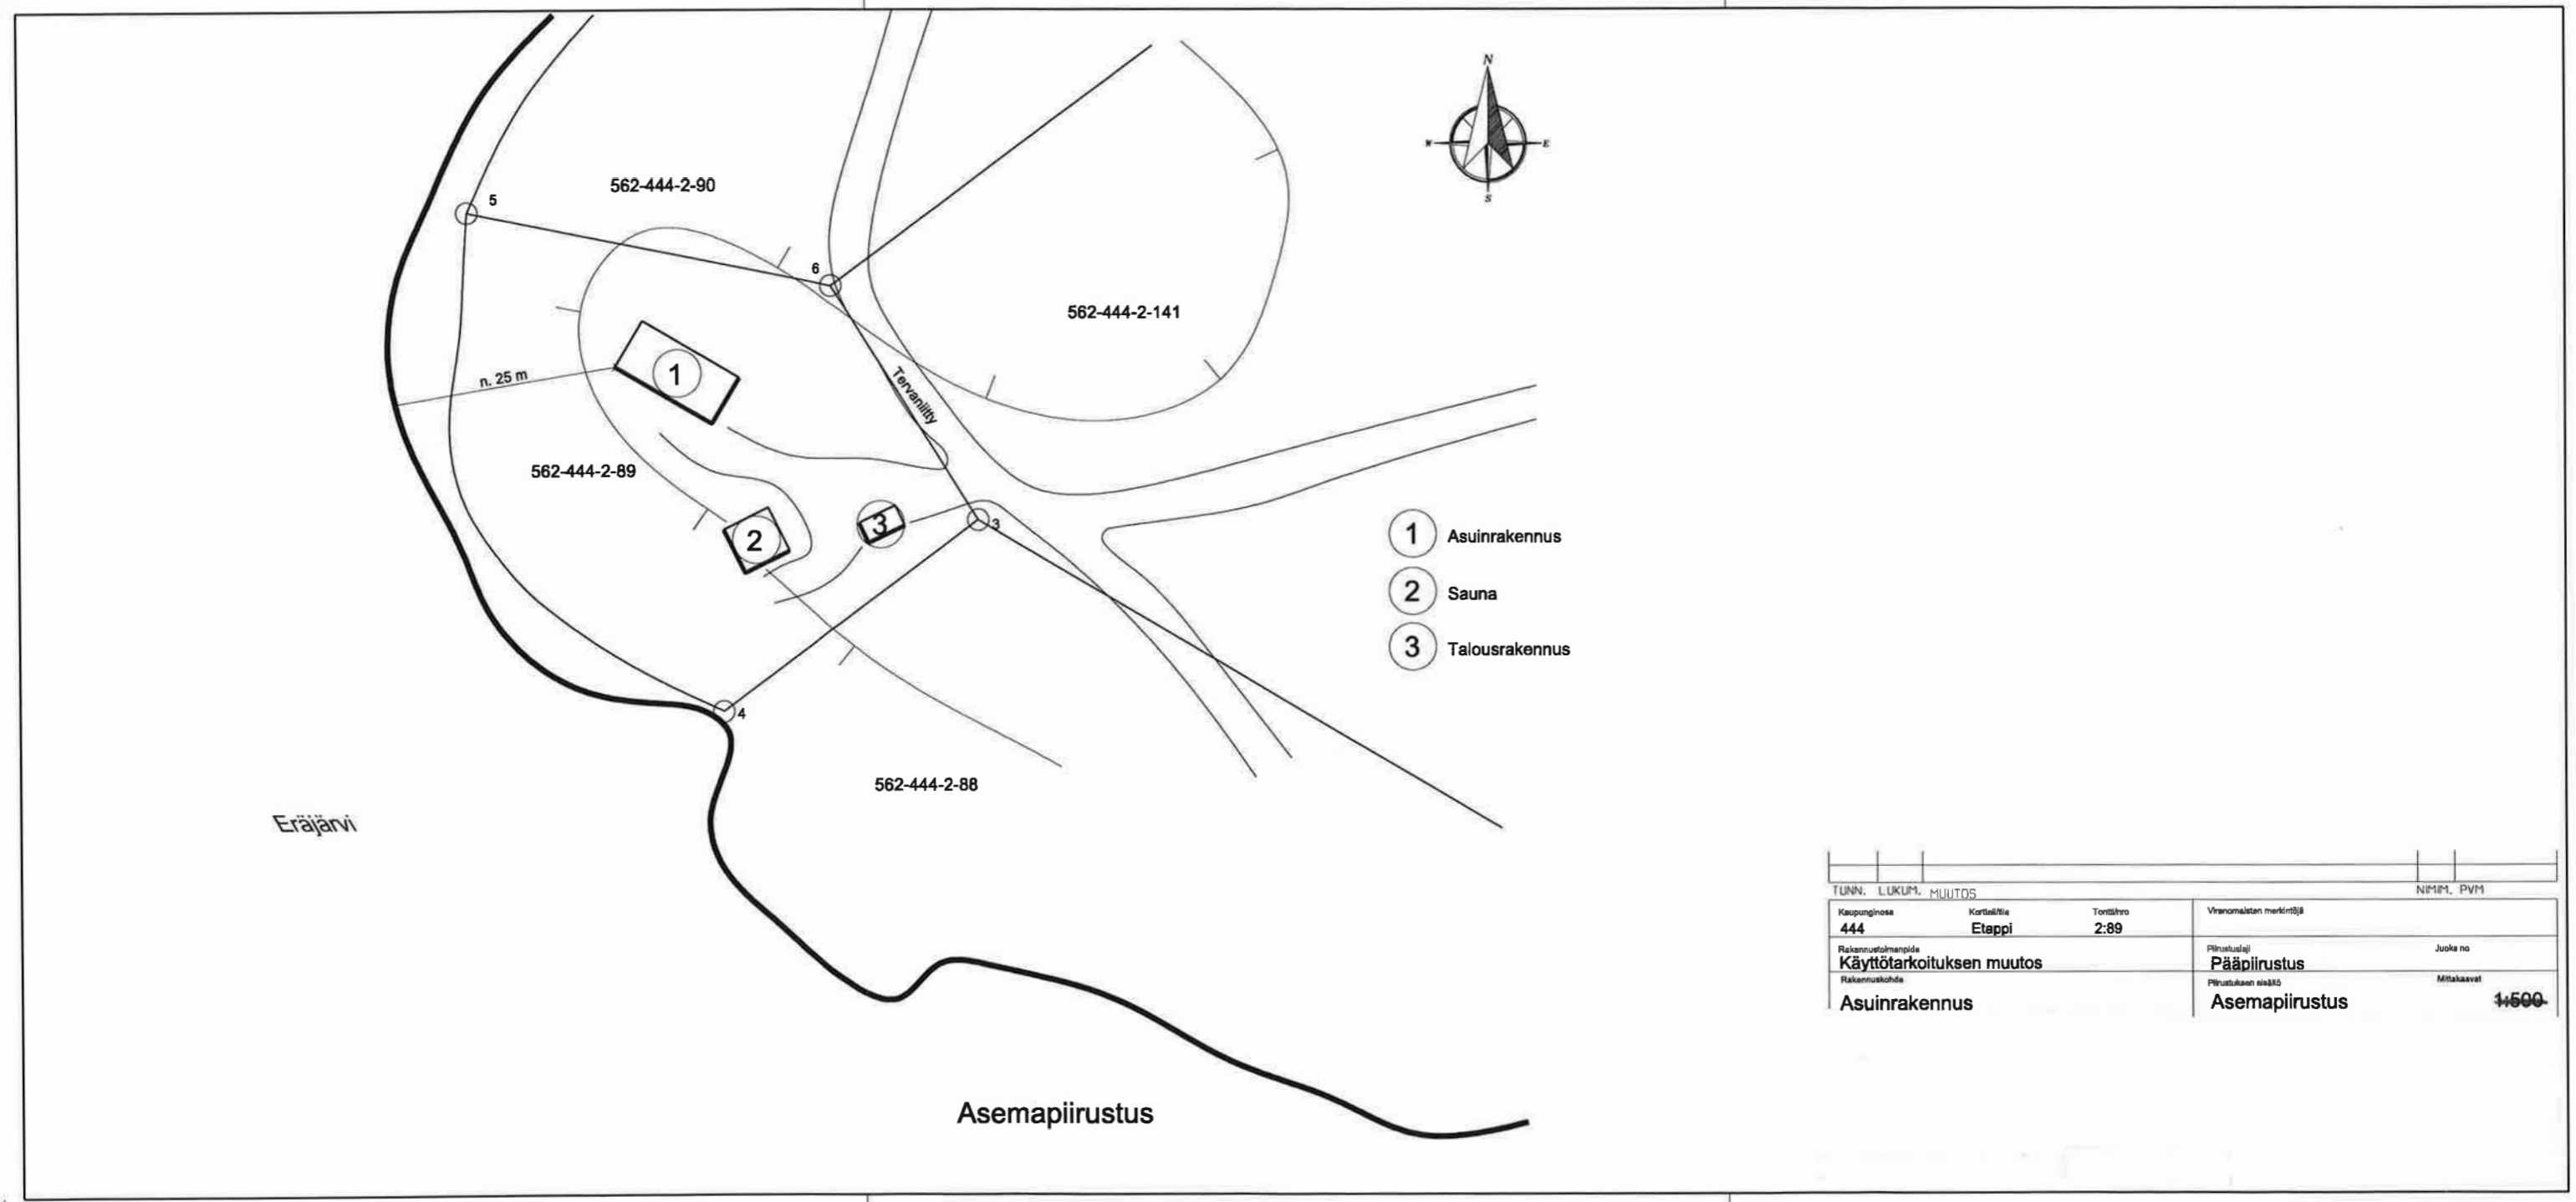 N
W E
S
562-444-2-90
5
6
562-444-2-141
1
n. 25 m
Tervaniitty
562-444-2-89
2
3
3
4
1 Asuinrakennus
2 Sauna
3 Talousrakennus
562-444-2-88
Eräjärvi
Asemapiirustus
TUNN. LUKUM. MUUTOS NIMIM. PVM
Kaupunginosa Kortteli/tila Tontti/nro Viranomaisten merkintöjä
444 Etappi 2:89
Rakennustoimenpide Piirustuslaji Juoks no
Käyttötarkoituksen muutos Pääpiirustus
Rakennuskohde Piirustuksen sisältö Mittakaavat
Asuinrakennus Asemapiirustus 1:500